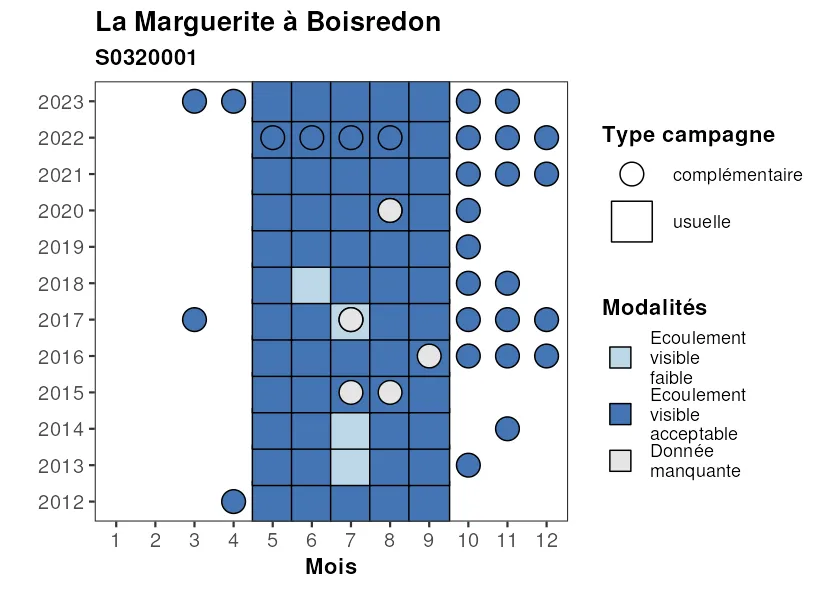 La Marguerite à Boisredon
S0320001
2023
2022
2021
2020
2019
2018
2017
2016
2015
2014
2013
2012
1 2 3 4 5 6 7 8 9 10 11 12
Mois
Type campagne
complémentaire
usuelle
Modalités
Ecoulement
visible
faible
Ecoulement
visible
acceptable
Donnée
manquante